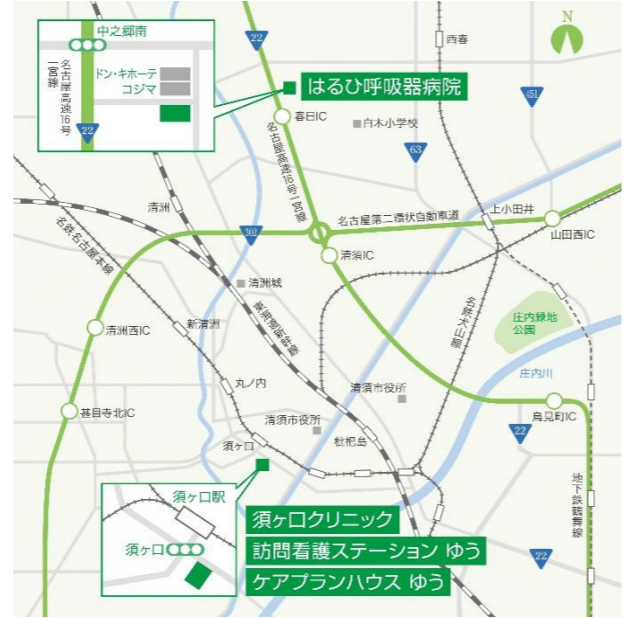 中之郷南
名古屋高速16号
一宮線
ドン・キホーテ
コジマ
22
22
西春
N
はるひ呼吸器病院
春日IC
白木小学校
63
名古屋高速16号一宮線
清洲
名鉄名古屋本線
302
名古屋第二環状自動車道
上小田井
山田西IC
清須IC
清洲城
東海道新幹線
名鉄犬山線
新清洲
清洲西IC
庄内緑地
公園
庄内川
丸ノ内
清須市役所
甚目寺北IC
清須市役所
須ヶ口
枇杷島
鳥見町IC
22
地下鉄鶴舞線
須ヶ口駅
須ヶ口
須ヶ口クリニック
訪問看護ステーション ゆう
ケアプランハウス ゆう
22